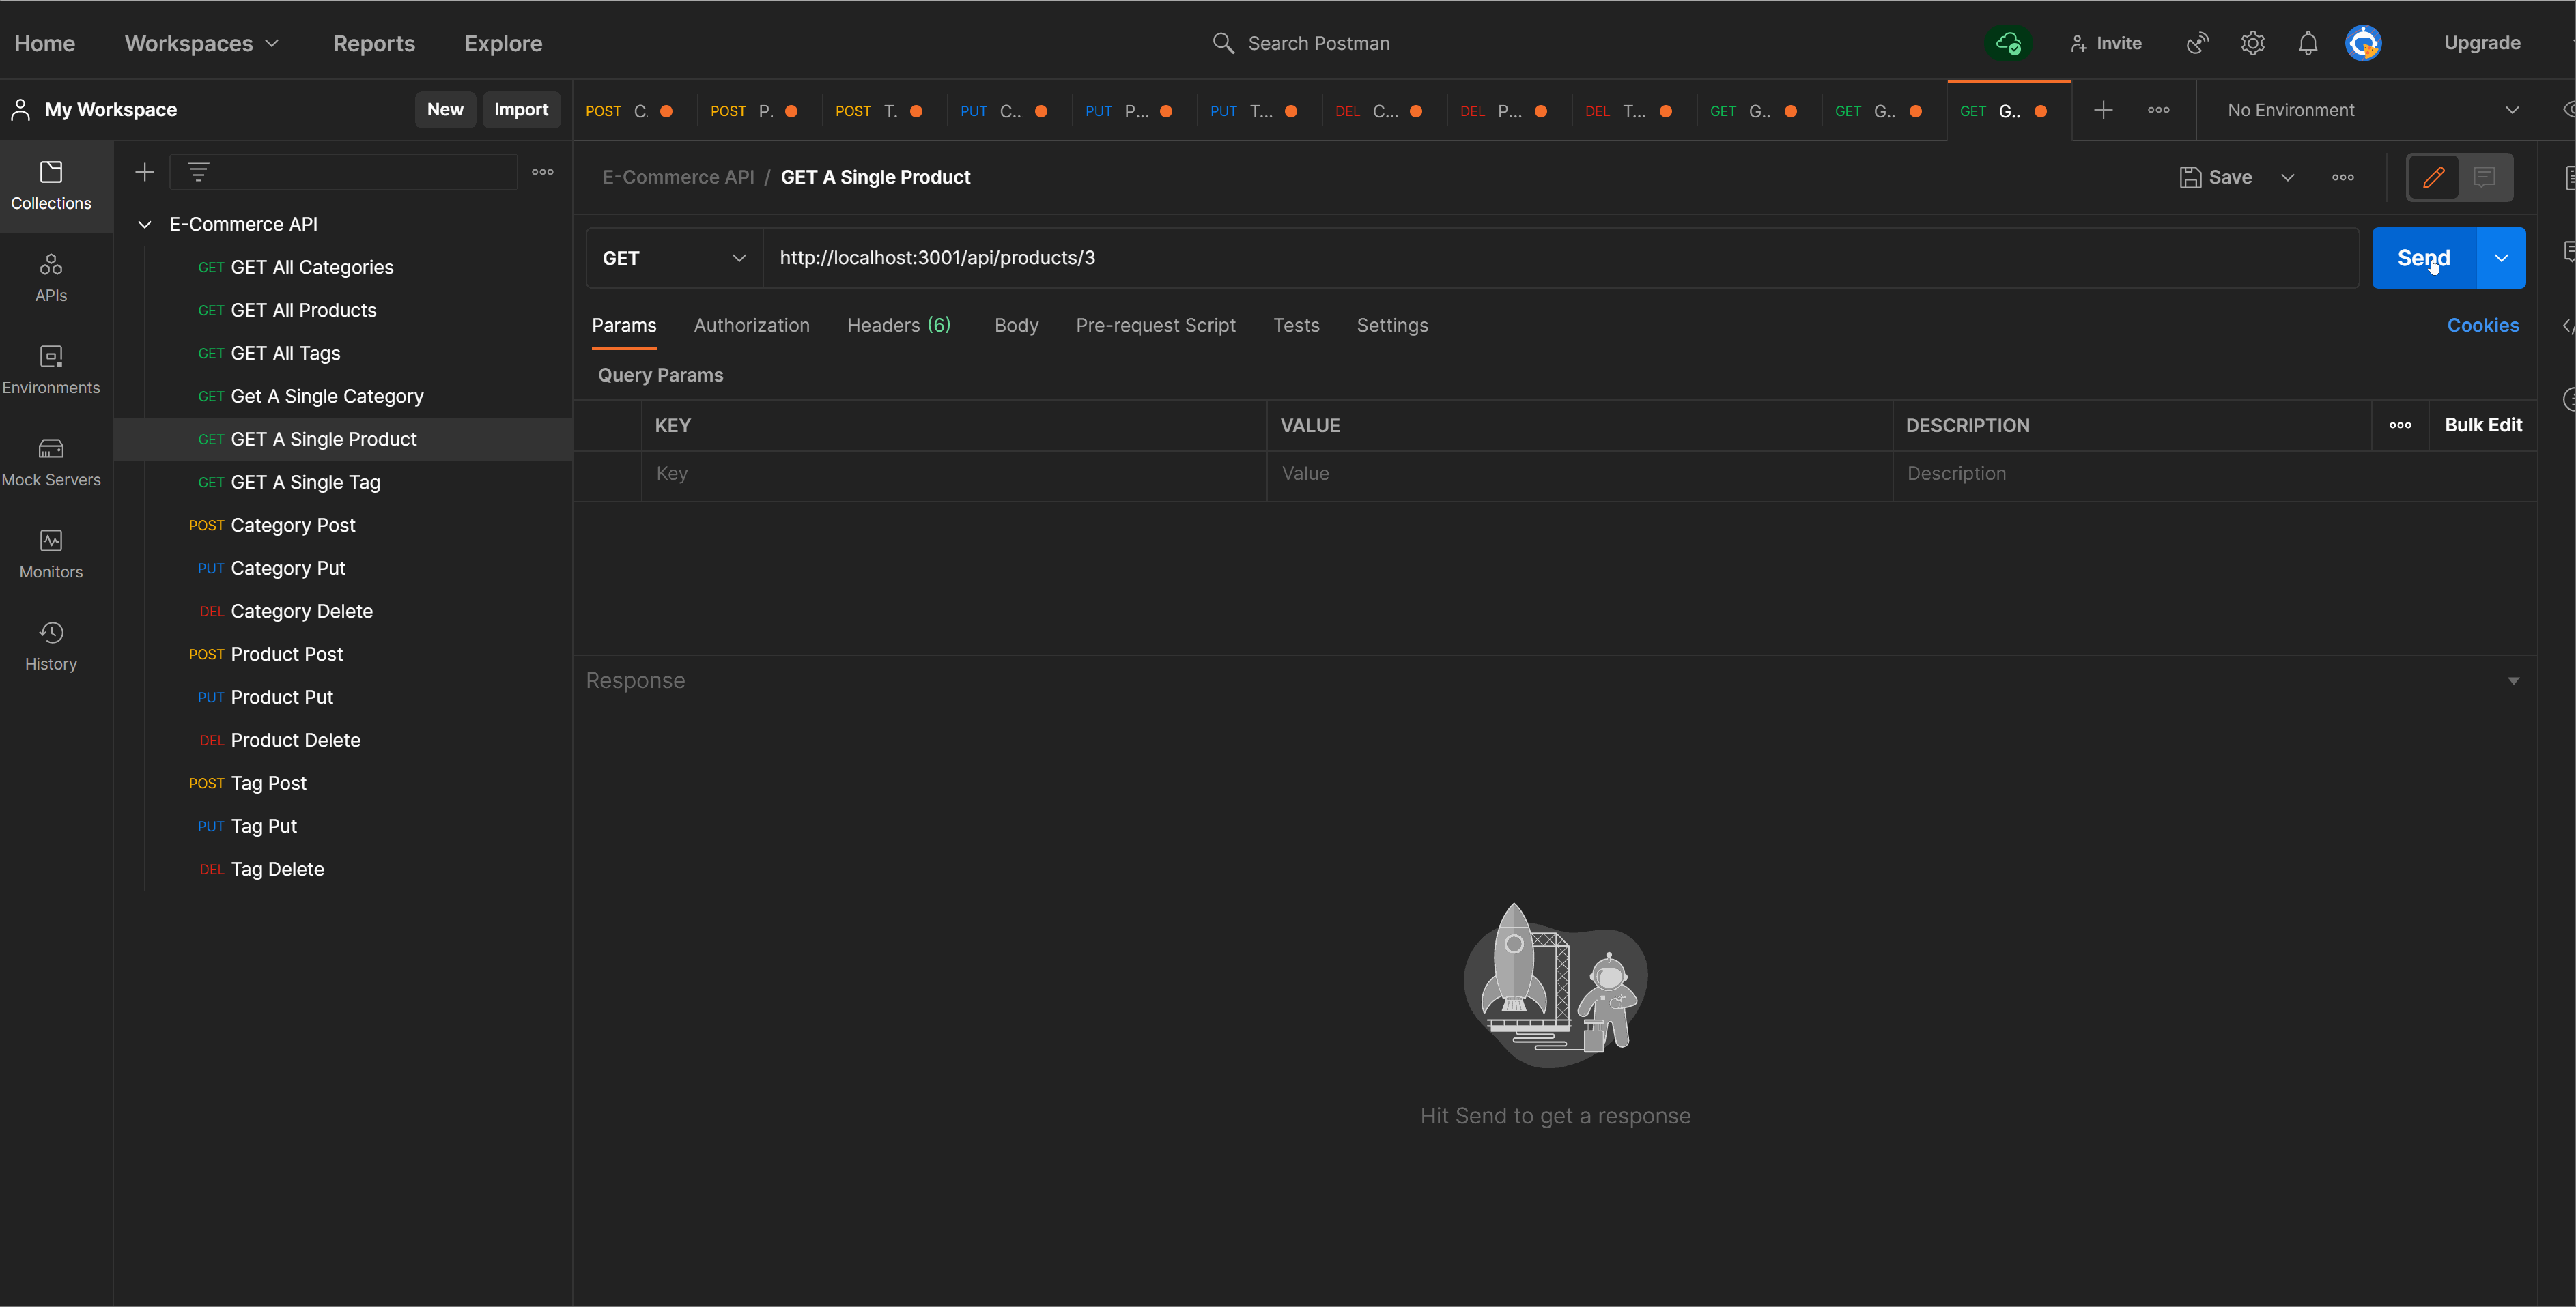 Home Workspaces Reports Explore Search Postman Invite Upgrade
My Workspace New Import POST C. POST P. POST T. PUT C.. PUT P... PUT T... DEL C... DEL P... DEL T... GET G.. GET G.. GET G.. No Environment
Collections
APIs
Environments
Mock Servers
Monitors
History
E-Commerce API
GET GET All Categories
GET GET All Products
GET GET All Tags
GET Get A Single Category
GET GET A Single Product
GET GET A Single Tag
POST Category Post
PUT Category Put
DEL Category Delete
POST Product Post
PUT Product Put
DEL Product Delete
POST Tag Post
PUT Tag Put
DEL Tag Delete
E-Commerce API / GET A Single Product Save
GET http://localhost:3001/api/products/3 Send
Params Authorization Headers (6) Body Pre-request Script Tests Settings Cookies
Query Params
KEY VALUE DESCRIPTION Bulk Edit
Key Value Description
Response
Hit Send to get a response